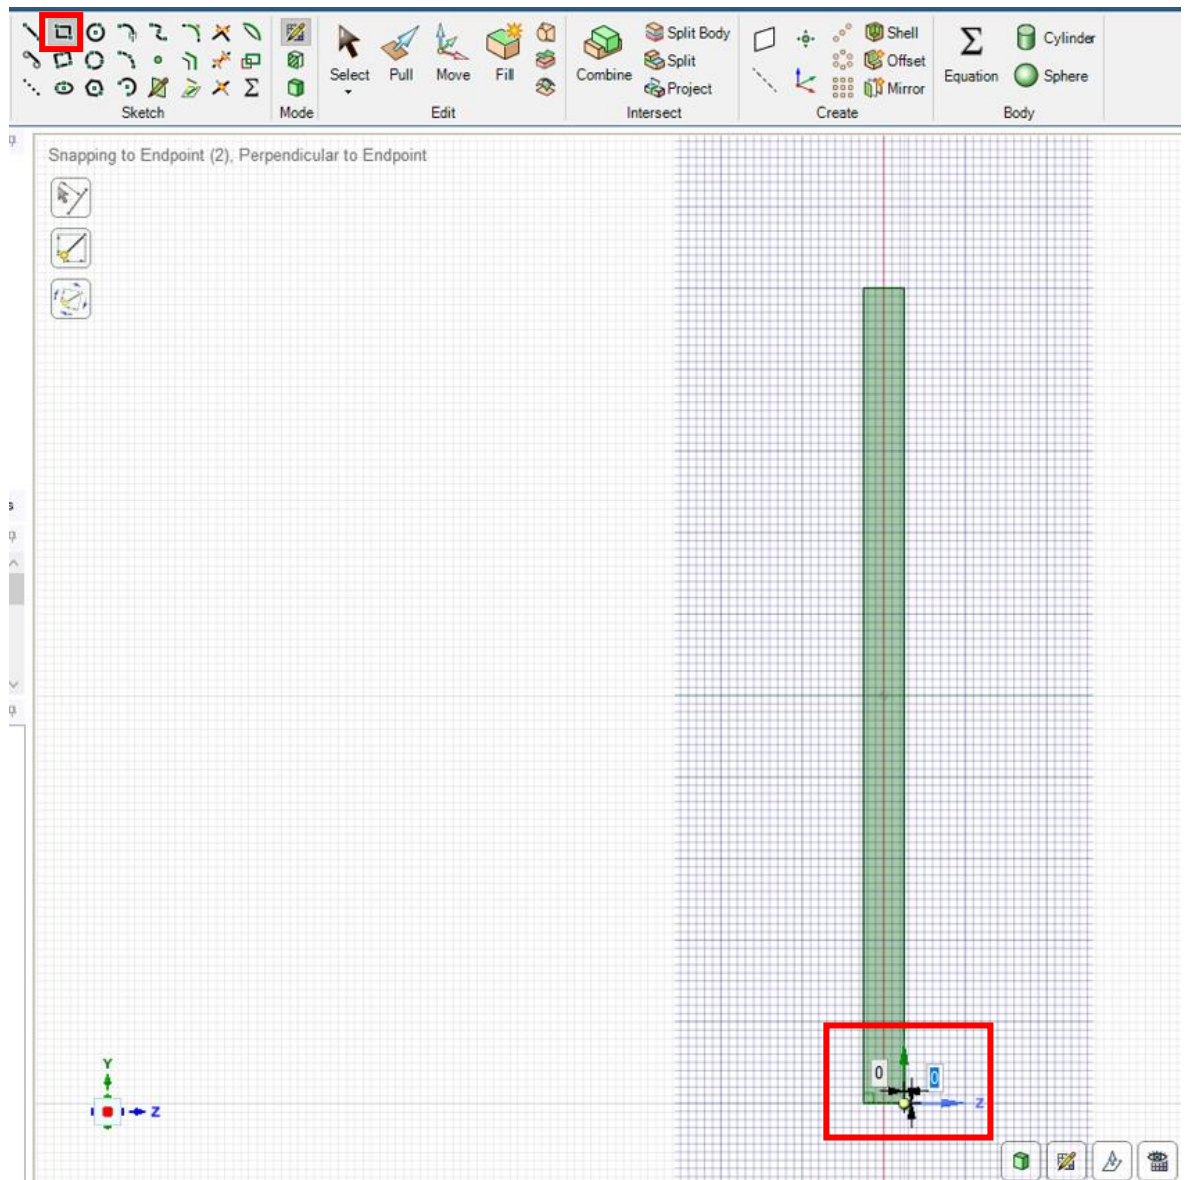 Split Body
Shell
Cylinder
Split
Offset
Select Pull Move Fill Combine Equation Sphere
Project
Mirror
Sketch Mode Edit Intersect Create Body
Snapping to Endpoint (2), Perpendicular to Endpoint
s
Y
Z
0
0
Z